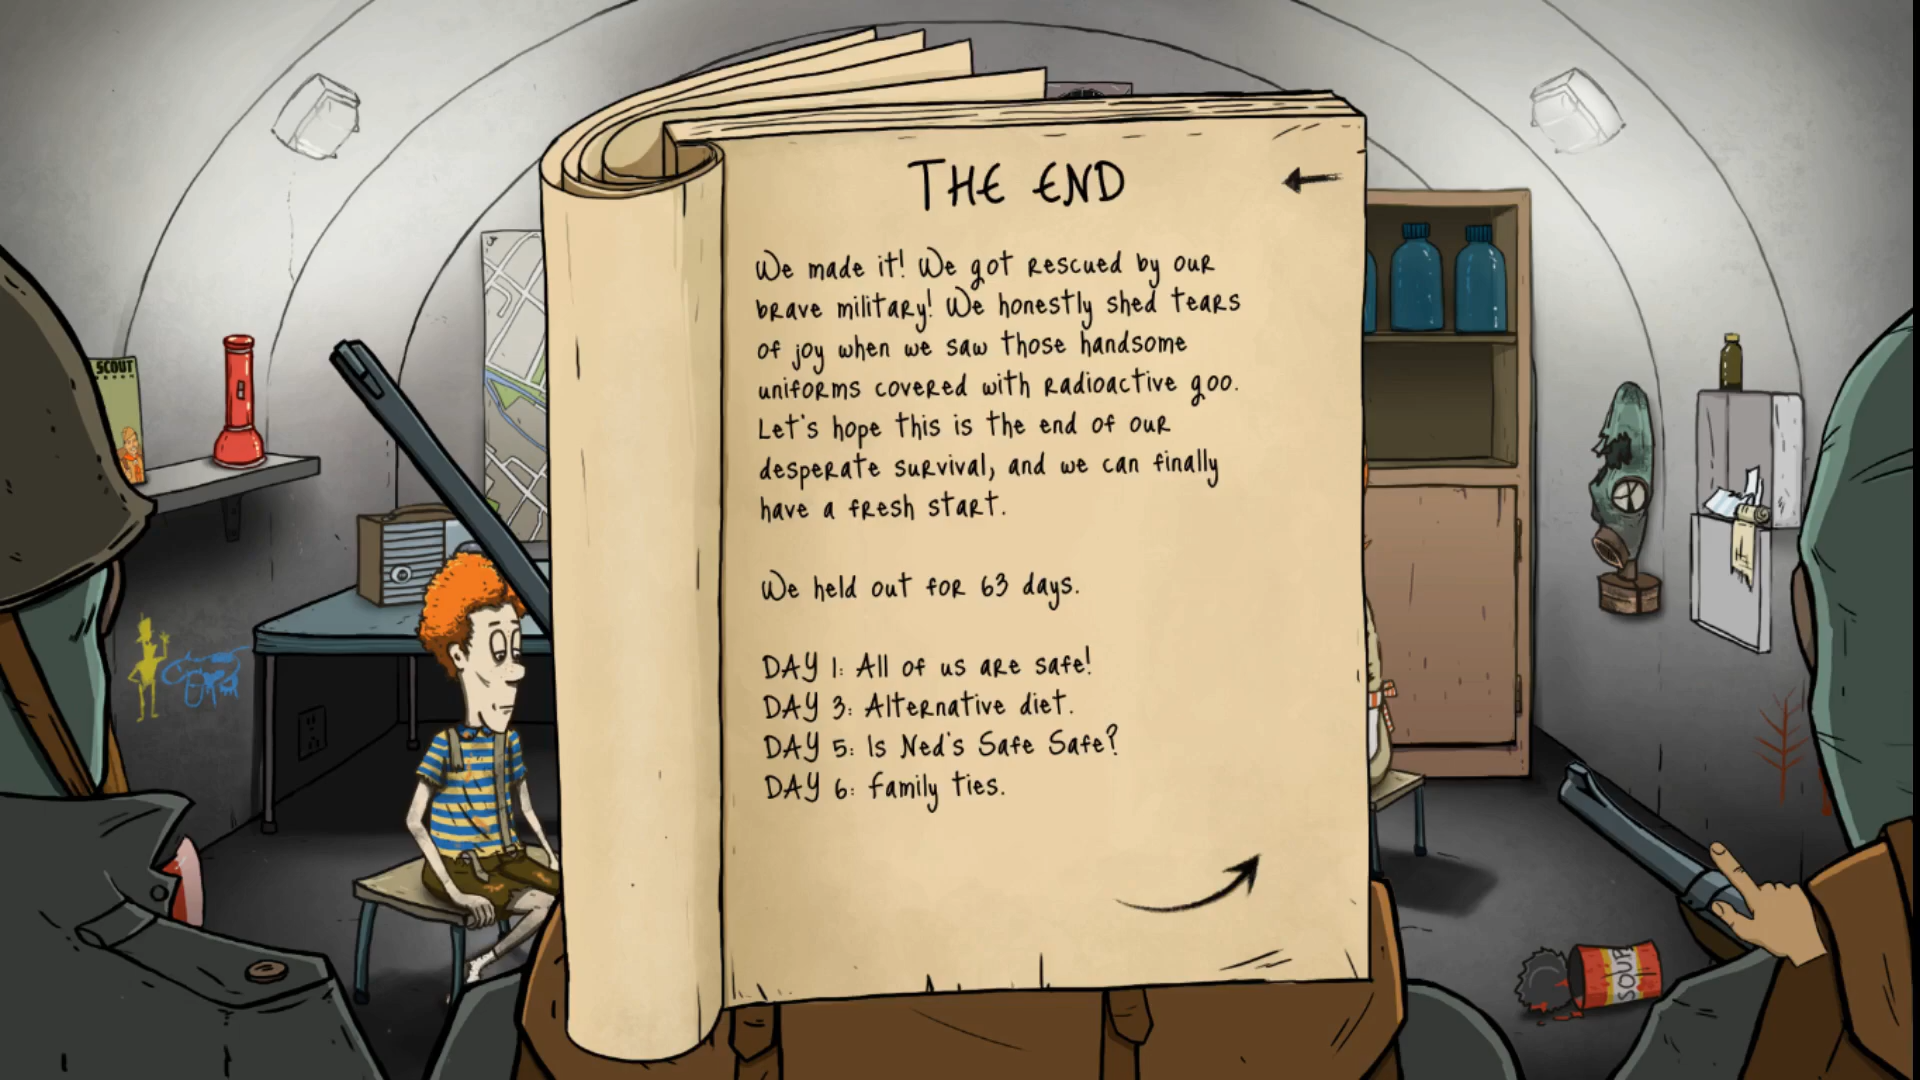 THE END
We made it! We got rescued by our
brave military! We honestly shed tears
of joy when we saw those handsome
uniforms covered with radioactive goo.
Let's hope this is the end of our
desperate survival, and we can finally
have a fresh start.
We held out for 63 days.
DAY 1: All of us are safe!
DAY 3: Alternative diet.
DAY 5: Is Ned's Safe Safe?
DAY 6: Family ties.
SCOUT
SOUP